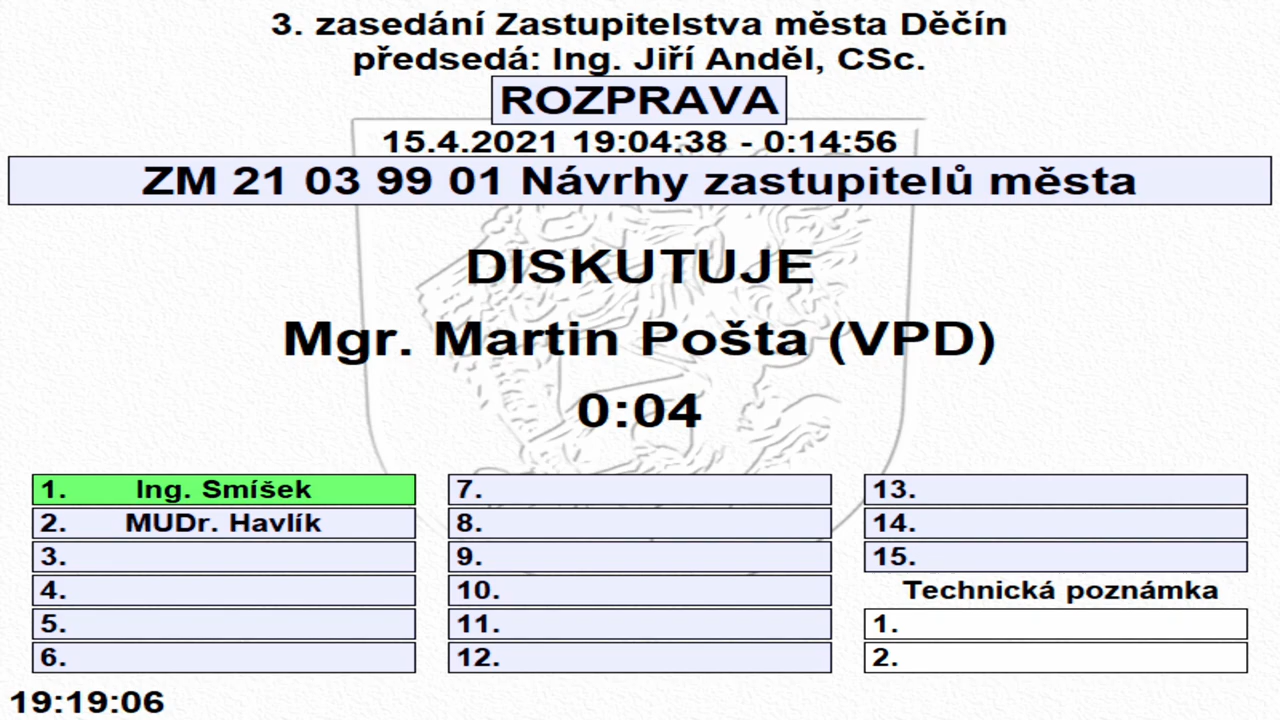 3. zasedání Zastupitelstva města Děčín
předsedá: Ing. Jiří Anděl, CSc.
ROZPRAVA
15.4.2021 19:04:38 - 0:14:56
ZM 21 03 99 01 Návrhy zastupitelů města
DISKUTUJE
Mgr. Martin Pošta (VPD)
0:04
1. Ing. Smíšek
2. MUDr. Havlík
3.
4.
5.
6.
7.
8.
9.
10.
11.
12.
13.
14.
15.
Technická poznámka
1.
2.
19:19:06